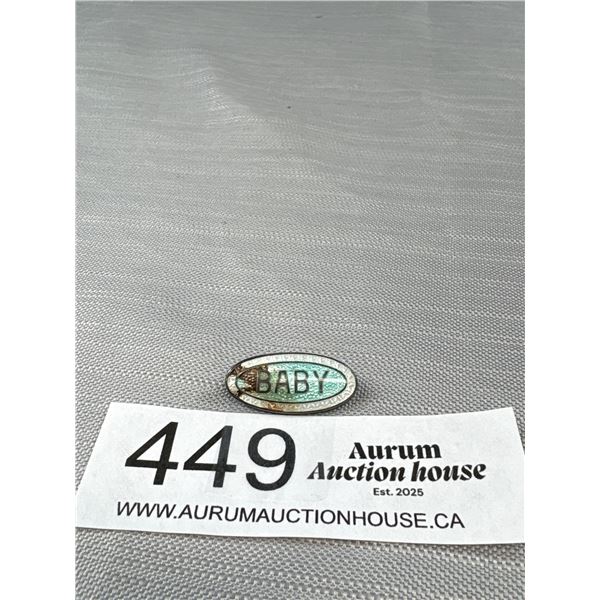 BABY
449
Aurum
Auction house
Est. 2025
WWW.AURUMAUCTIONHOUSE.CA